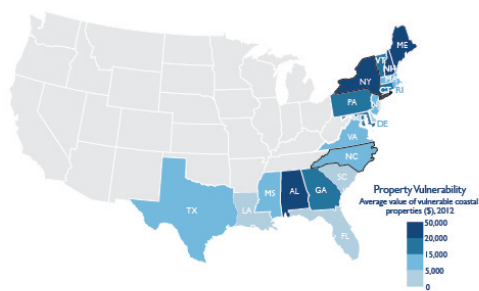 ME
VT
NH
NY
RI
CT
PA
DE
VA
NC
TX
MS
AL
GA
SC
LA
FL
Property Vulnerability
Average value of vulnerable coastal
properties ($), 2012
50,000
20,000
15,000
5,000
0